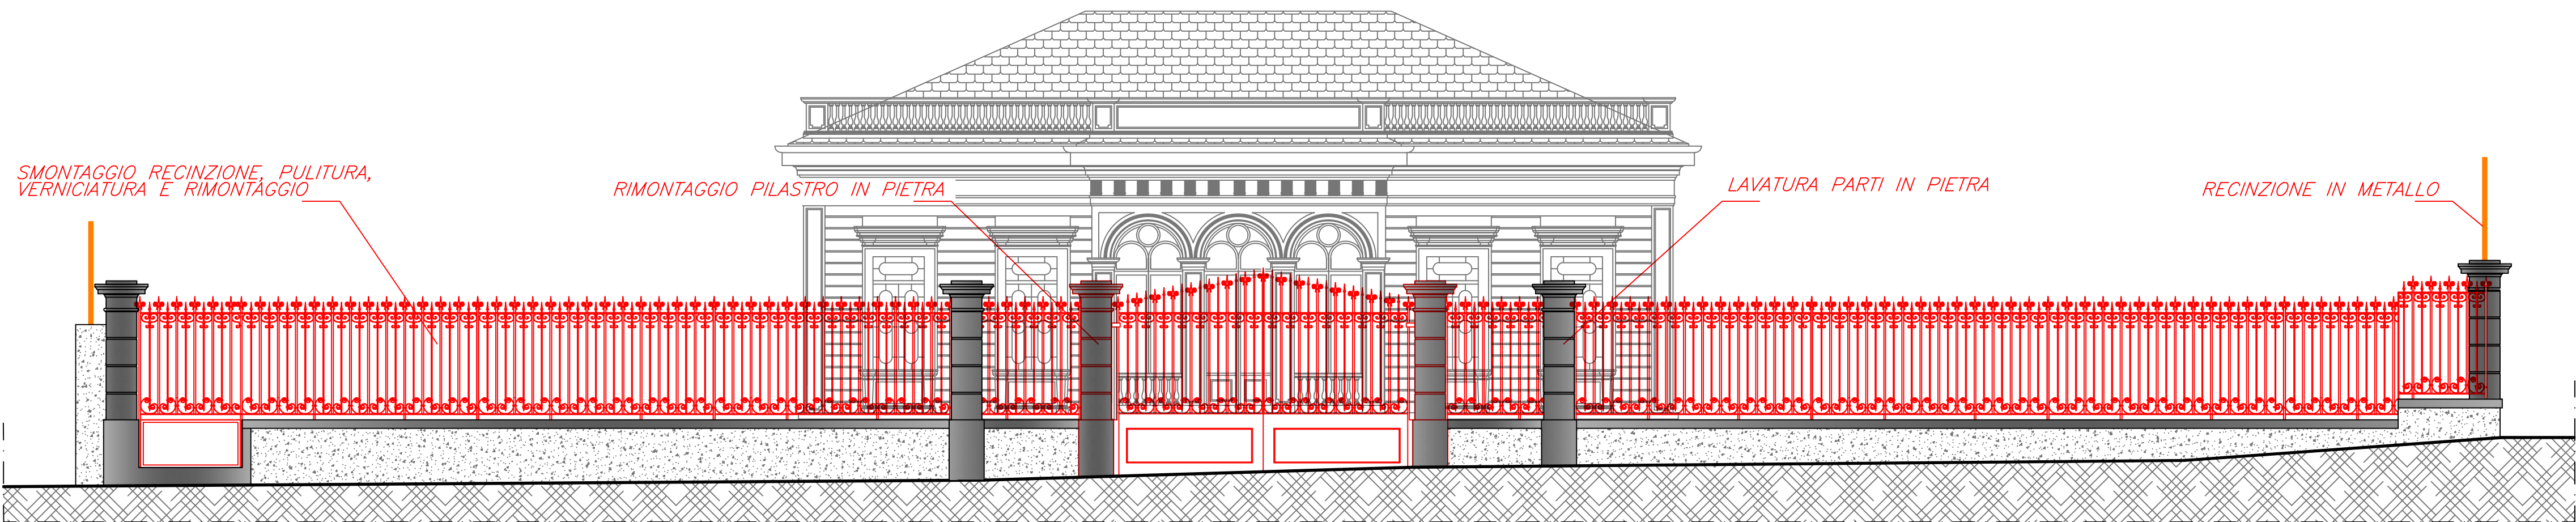 SMONTAGGIO RECINZIONE, PULITURA,
VERNICIATURA E RIMONTAGGIO
RIMONTAGGIO PILASTRO IN PIETRA
LAVATURA PARTI IN PIETRA
RECINZIONE IN METALLO